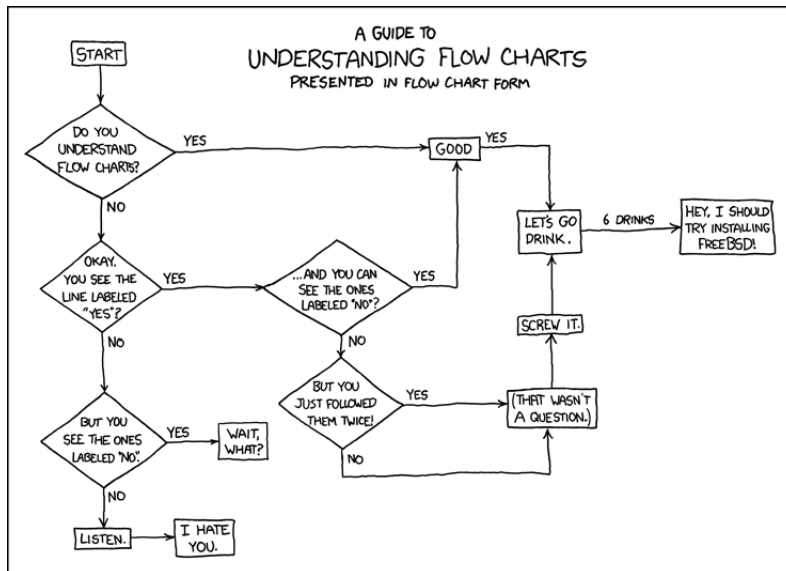 A GUIDE TO
UNDERSTANDING FLOW CHARTS
PRESENTED IN FLOW CHART FORM
START
DO YOU
UNDERSTAND
FLOW CHARTS?
YES
GOOD
YES
NO
LET'S GO
DRINK.
6 DRINKS
HEY, I SHOULD
TRY INSTALLING
FREEBSD!
OKAY.
YOU SEE THE
LINE LABELED
"YES"?
YES
...AND YOU CAN
SEE THE ONES
LABELED "NO"?
YES
NO
NO
SCREW IT.
BUT YOU
JUST FOLLOWED
THEM TWICE!
YES
(THAT WASN'T
A QUESTION.)
NO
BUT YOU
SEE THE ONES
LABELED "NO".
YES
WAIT,
WHAT?
NO
LISTEN.
I HATE
YOU.